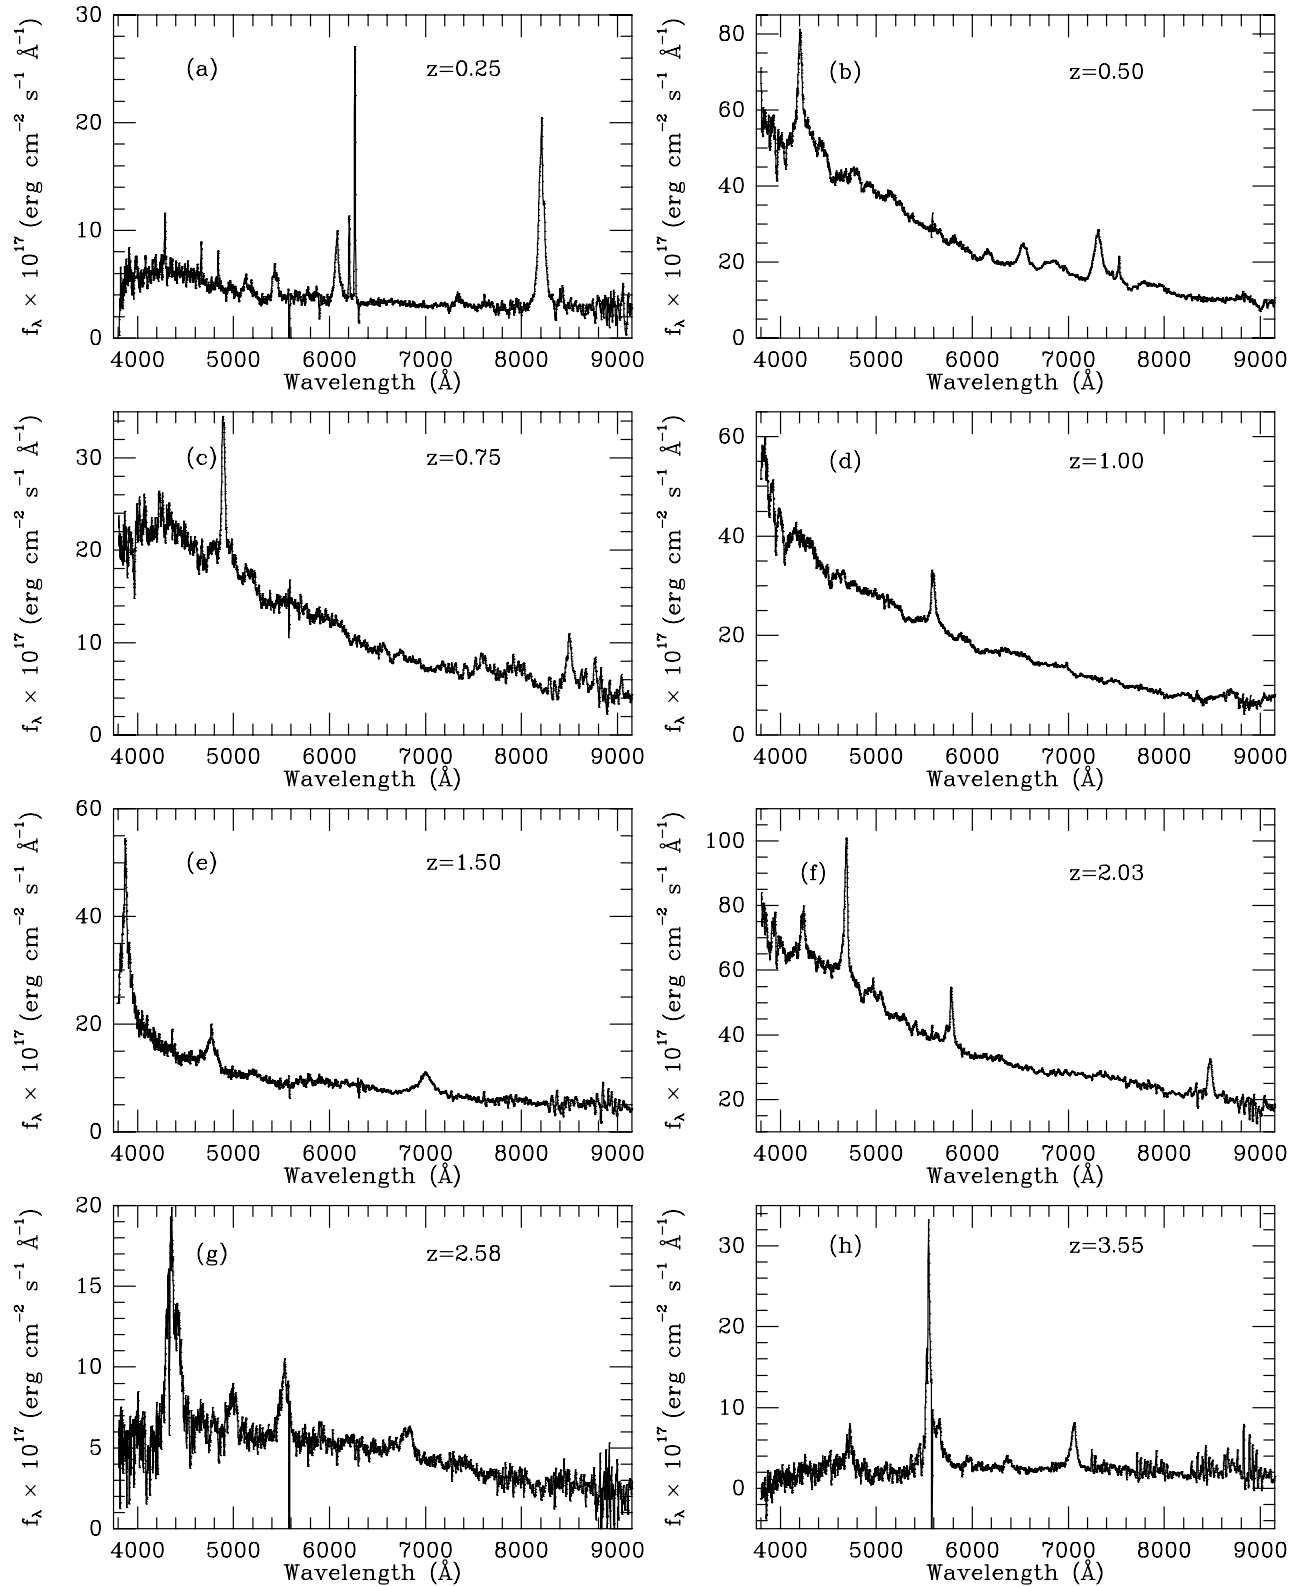 30
20
10
0
f_λ × 10^17 (erg cm^−2 s^−1 Å^−1)
(a) z=0.25
4000 5000 6000 7000 8000 9000
Wavelength (Å)
80
60
40
20
0
f_λ × 10^17 (erg cm^−2 s^−1 Å^−1)
(b) z=0.50
4000 5000 6000 7000 8000 9000
Wavelength (Å)
30
20
10
0
f_λ × 10^17 (erg cm^−2 s^−1 Å^−1)
(c) z=0.75
4000 5000 6000 7000 8000 9000
Wavelength (Å)
60
40
20
0
f_λ × 10^17 (erg cm^−2 s^−1 Å^−1)
(d) z=1.00
4000 5000 6000 7000 8000 9000
Wavelength (Å)
60
40
20
0
f_λ × 10^17 (erg cm^−2 s^−1 Å^−1)
(e) z=1.50
4000 5000 6000 7000 8000 9000
Wavelength (Å)
100
80
60
40
20
f_λ × 10^17 (erg cm^−2 s^−1 Å^−1)
(f) z=2.03
4000 5000 6000 7000 8000 9000
Wavelength (Å)
20
15
10
5
0
f_λ × 10^17 (erg cm^−2 s^−1 Å^−1)
(g) z=2.58
4000 5000 6000 7000 8000 9000
Wavelength (Å)
30
20
10
0
f_λ × 10^17 (erg cm^−2 s^−1 Å^−1)
(h) z=3.55
4000 5000 6000 7000 8000 9000
Wavelength (Å)